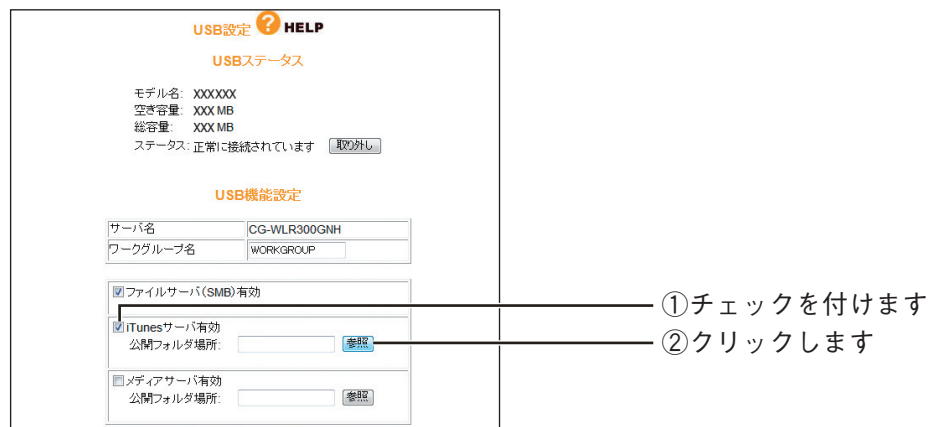 USB設定 ? HELP
USBステータス
モデル名: XXXXXX
空き容量: XXX MB
総容量: XXX MB
ステータス: 正常に接続されています 取り外し
USB機能設定
サーバ名 CG-WLR300GNH
ワークグループ名 WORKGROUP
ファイルサーバ(SMB)有効
iTunesサーバ有効
①チェックを付けます
公開フォルダ場所: 参照
②クリックします
メディアサーバ有効
公開フォルダ場所: 参照